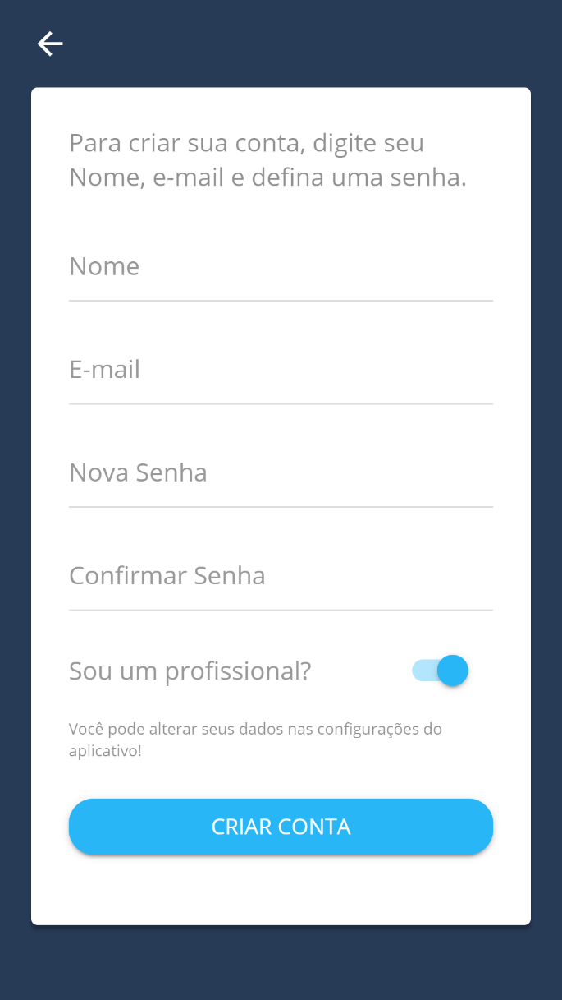 Para criar sua conta, digite seu
Nome, e-mail e defina uma senha.
Nome
E-mail
Nova Senha
Confirmar Senha
Sou um profissional?
Você pode alterar seus dados nas configurações do
aplicativo!
CRIAR CONTA